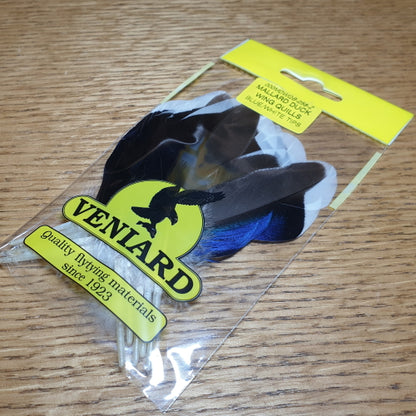 MALLARD DUCK
WING QUILLS
BLUE/WHITE TIPS
VENIARD
Quality flytying materials
since 1923